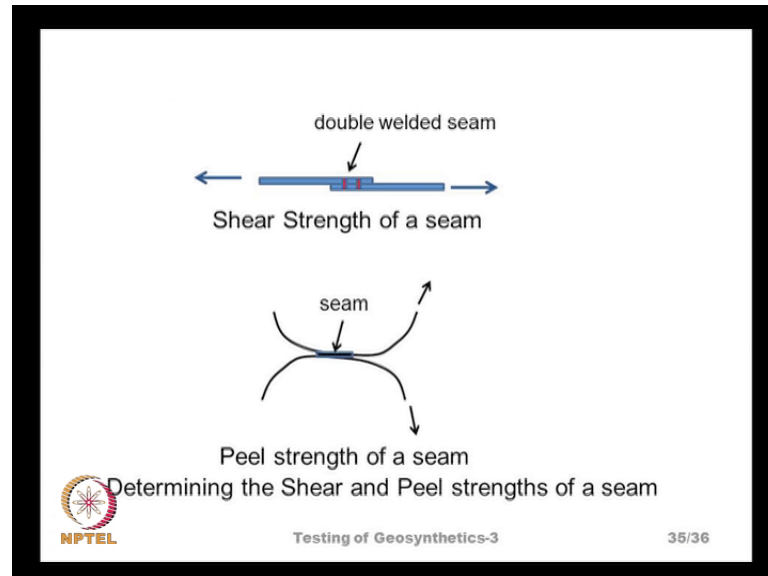 double welded seam
Shear Strength of a seam
seam
Peel strength of a seam
Determining the Shear and Peel strengths of a seam
NPTEL
Testing of Geosynthetics-3
35/36